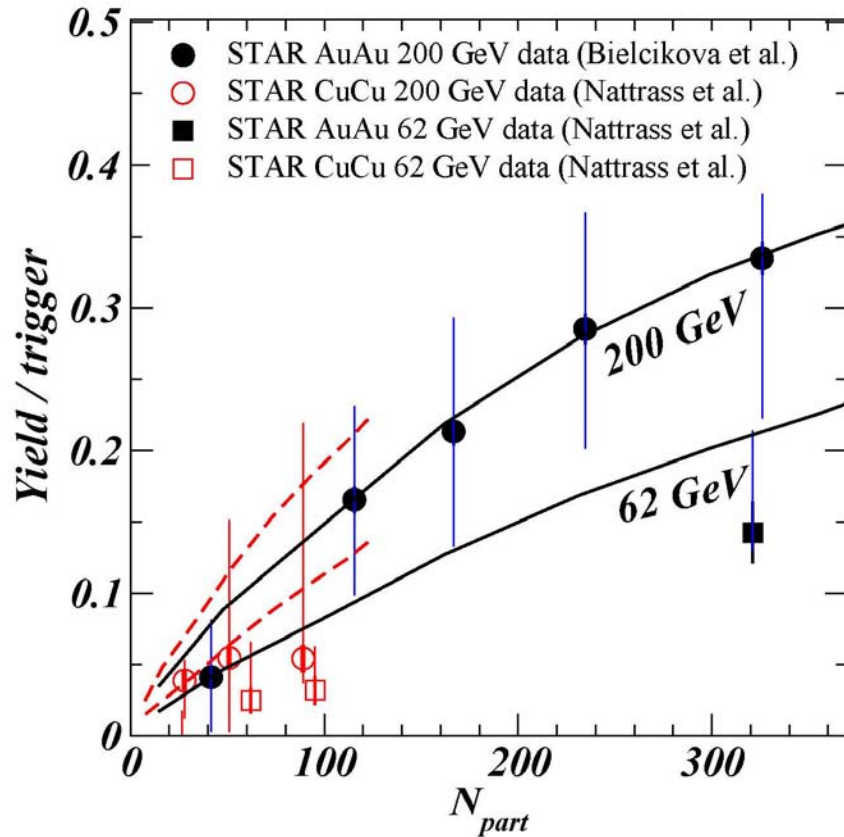 0.5
STAR AuAu 200 GeV data (Bielcikova et al.)
STAR CuCu 200 GeV data (Nattrass et al.)
STAR AuAu 62 GeV data (Nattrass et al.)
STAR CuCu 62 GeV data (Nattrass et al.)
0.4
0.3
0.2
0.1
0
Yield / trigger
200 GeV
62 GeV
0 100 200 300
N_part